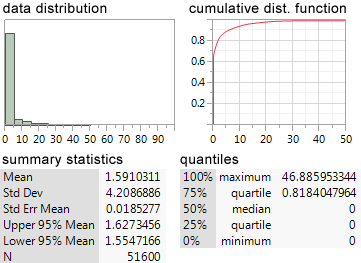 data distribution
cumulative dist. function
0.8
0.6
0.4
0.2
0 10 20 30 40 50 60 70 80 90
0 10 20 30 40 50
summary statistics
Mean 1.5910311
Std Dev 4.2086886
Std Err Mean 0.0185277
Upper 95% Mean 1.6273456
Lower 95% Mean 1.5547166
N 51600
quantiles
100% maximum 46.885953344
75% quartile 0.8184047964
50% median 0
25% quartile 0
0% minimum 0